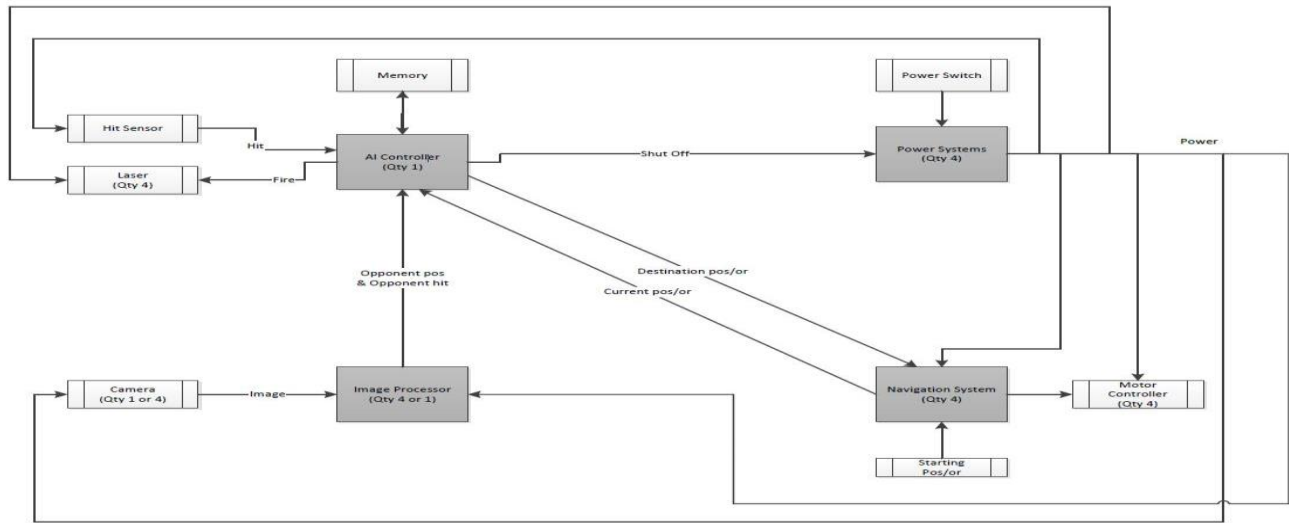 Memory
Power Switch
Hit Sensor
Hit
AI Controller
(Qty 1)
Shut Off
Power Systems
(Qty 4)
Power
Laser
(Qty 4)
Fire
Opponent pos
& Opponent hit
Destination pos/or
Current pos/or
Camera
(Qty 1 or 4)
Image
Image Processor
(Qty 4 or 1)
Navigation System
(Qty 4)
Motor
Controller
(Qty 4)
Starting
Pos/or